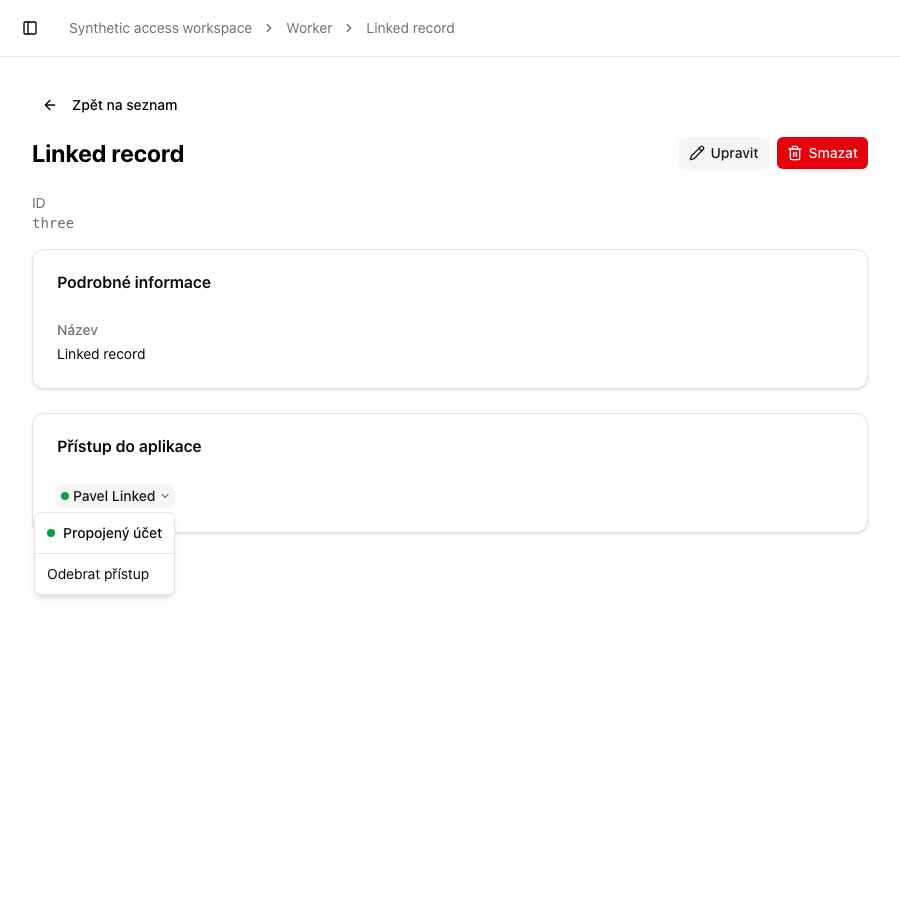 Synthetic access workspace > Worker > Linked record
Zpět na seznam
Linked record
Upravit
Smazat
ID
three
Podrobné informace
Název
Linked record
Přístup do aplikace
Pavel Linked
Propojený účet
Odebrat přístup